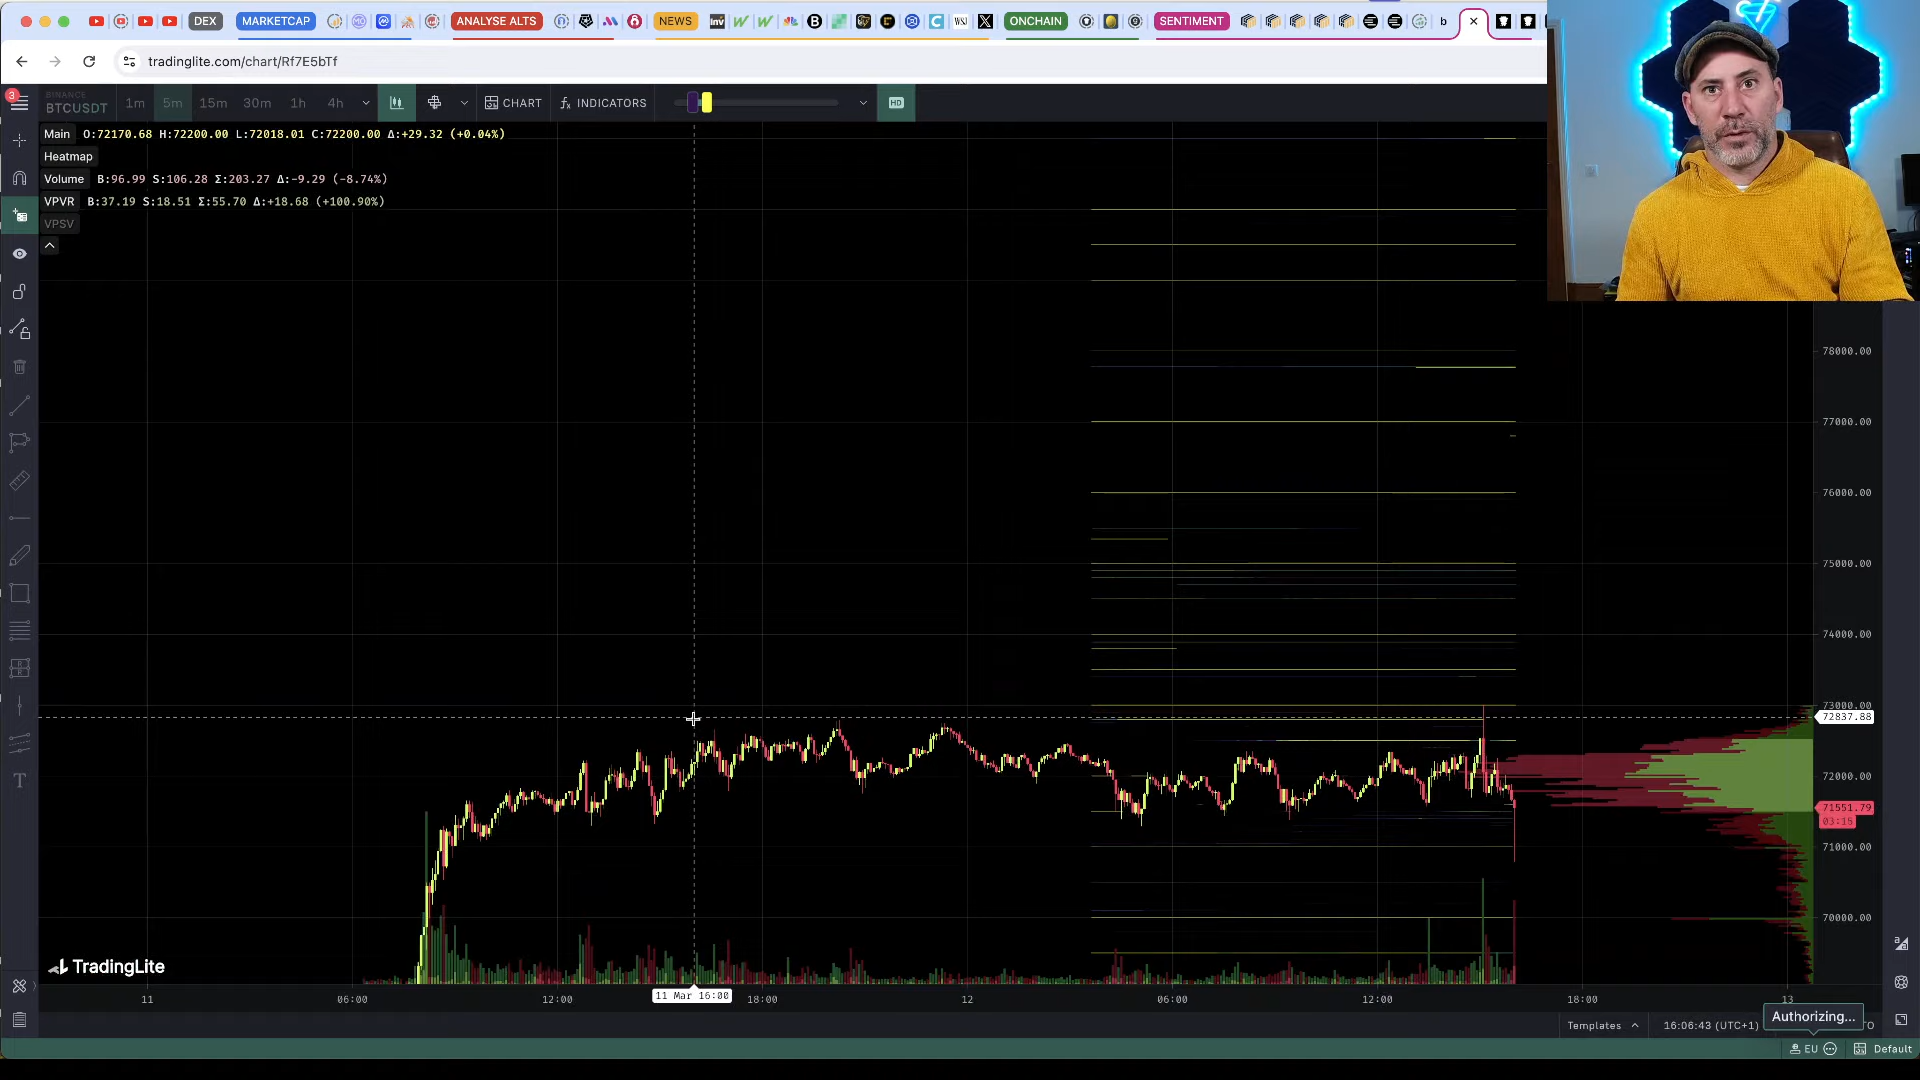 DEX MARKETCAP ANALYSE ALTS NEWS ONCHAIN SENTIMENT
tradinglite.com/chart/Rf7E5bTf
3
BINANCE
BTCUSDT 1m 5m 15m 30m 1h 4h CHART fx INDICATORS HD
Main O:72170.68 H:72200.00 L:72018.01 C:72200.00 Δ:+29.32 (+0.04%)
Heatmap
Volume B:96.99 S:106.28 Σ:203.27 Δ:-9.29 (-8.74%)
VPVR B:37.19 S:18.51 Σ:55.70 Δ:+18.68 (+100.90%)
VPSV
78000.00
77000.00
76000.00
75000.00
74000.00
73000.00
72837.88
72000.00
71551.79
03:15
71000.00
70000.00
TradingLite
11 06:00 12:00 11 Mar 16:00 18:00 12 06:00 12:00 18:00 13
Authorizing...
Templates 16:06:43 (UTC+1)
EU Default